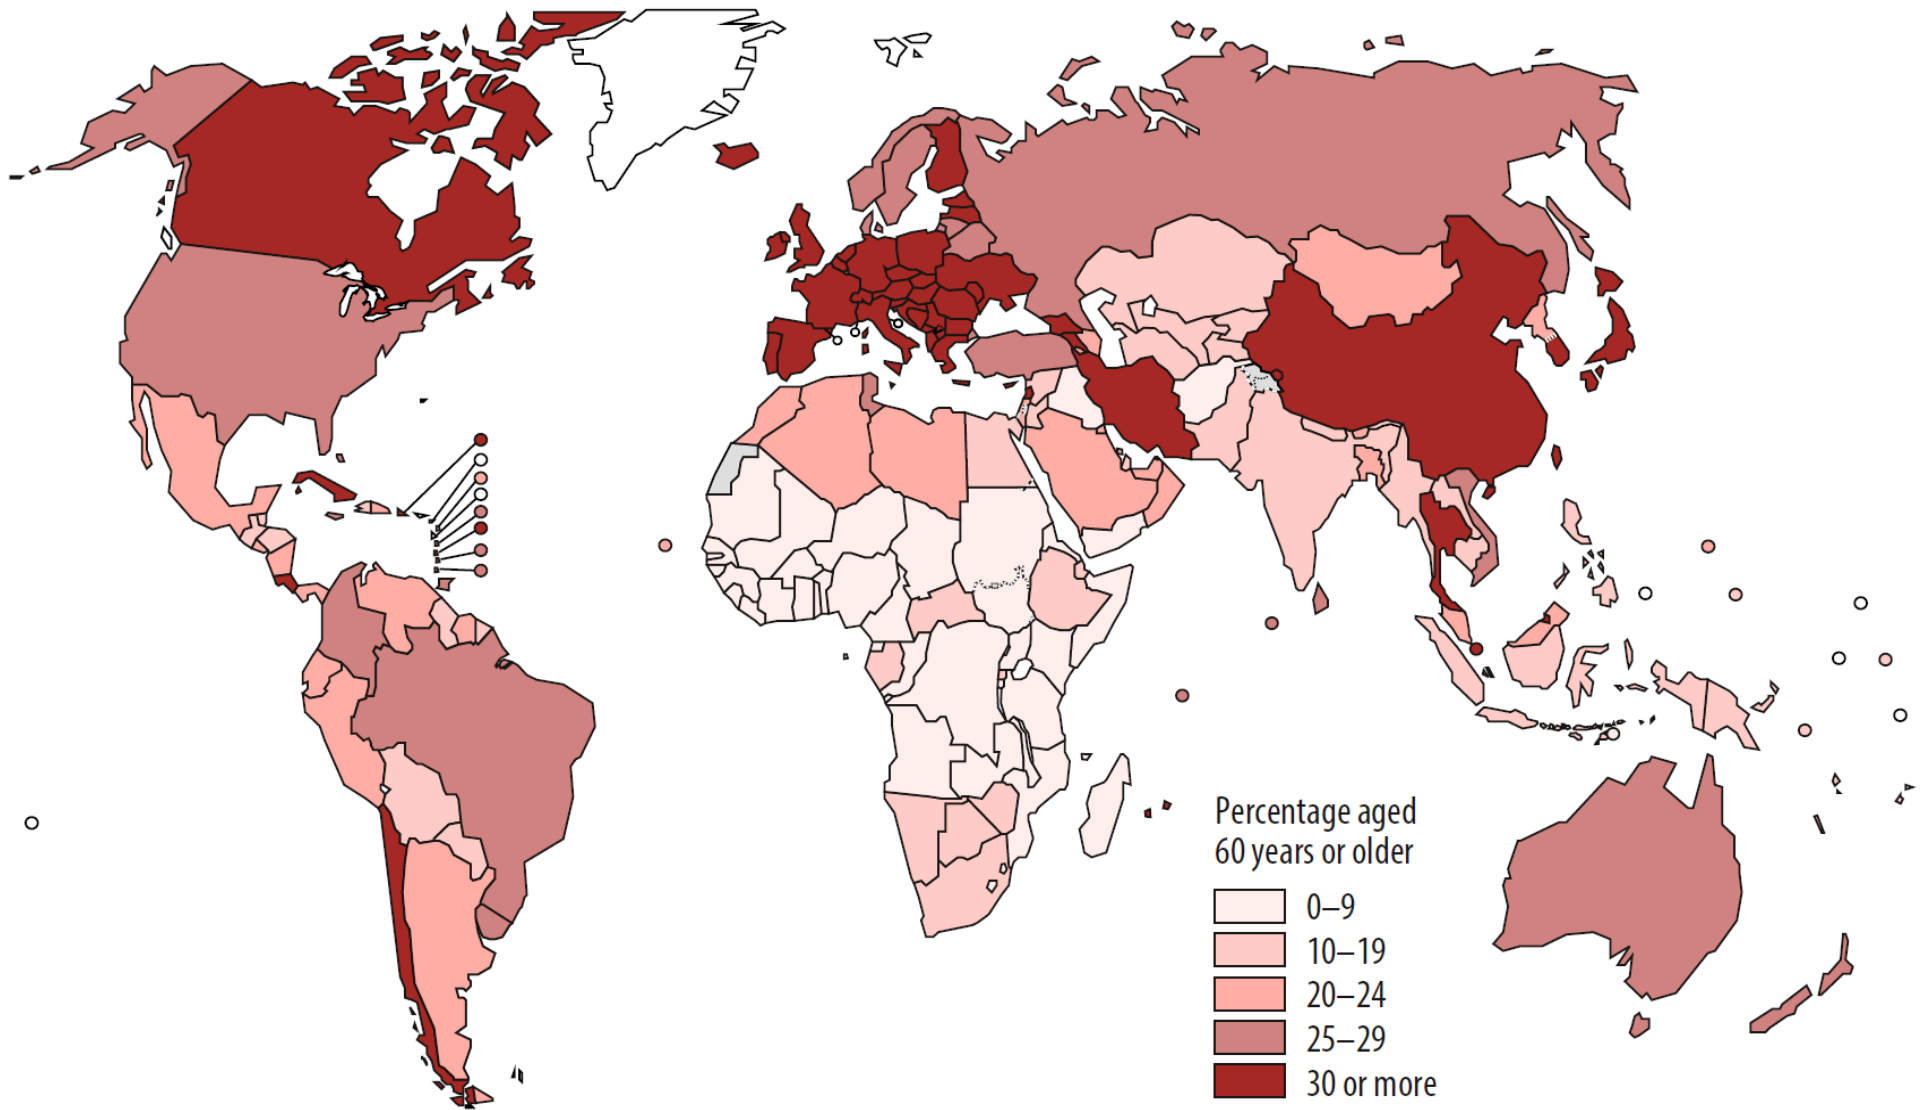 Percentage aged
60 years or older
0–9
10–19
20–24
25–29
30 or more